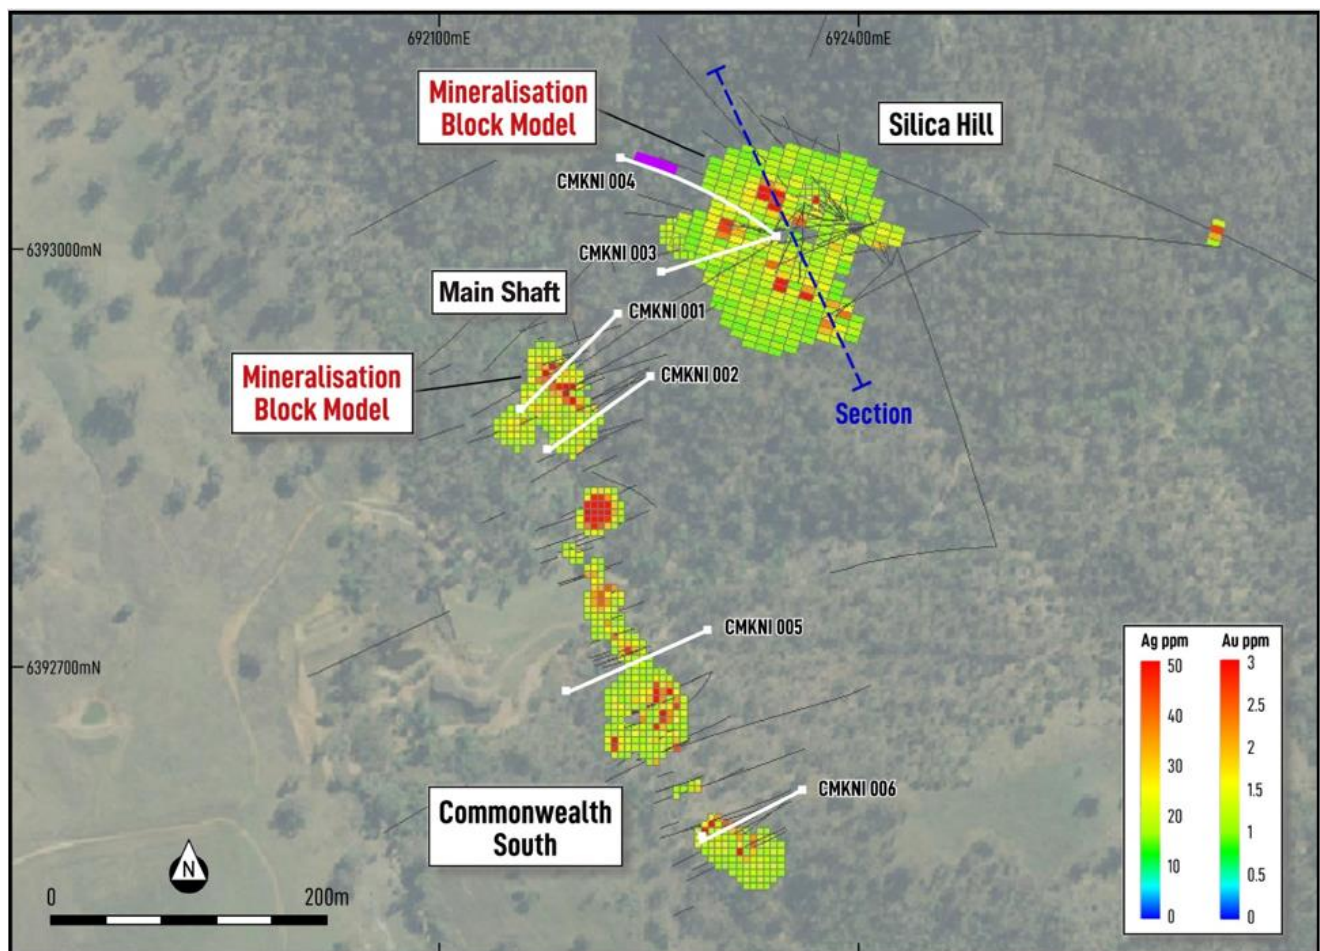 692100mE
692400mE
Mineralisation
Block Model
Silica Hill
CMKNI 004
6393000mN
CMKNI 003
Main Shaft
CMKNI 001
Mineralisation
Block Model
CMKNI 002
Section
CMKNI 005
6392700mN
Ag ppm
Au ppm
50
3
2.5
40
2
30
1.5
20
1
10
0.5
0
0
CMKNI 006
Commonwealth
South
N
0
200m